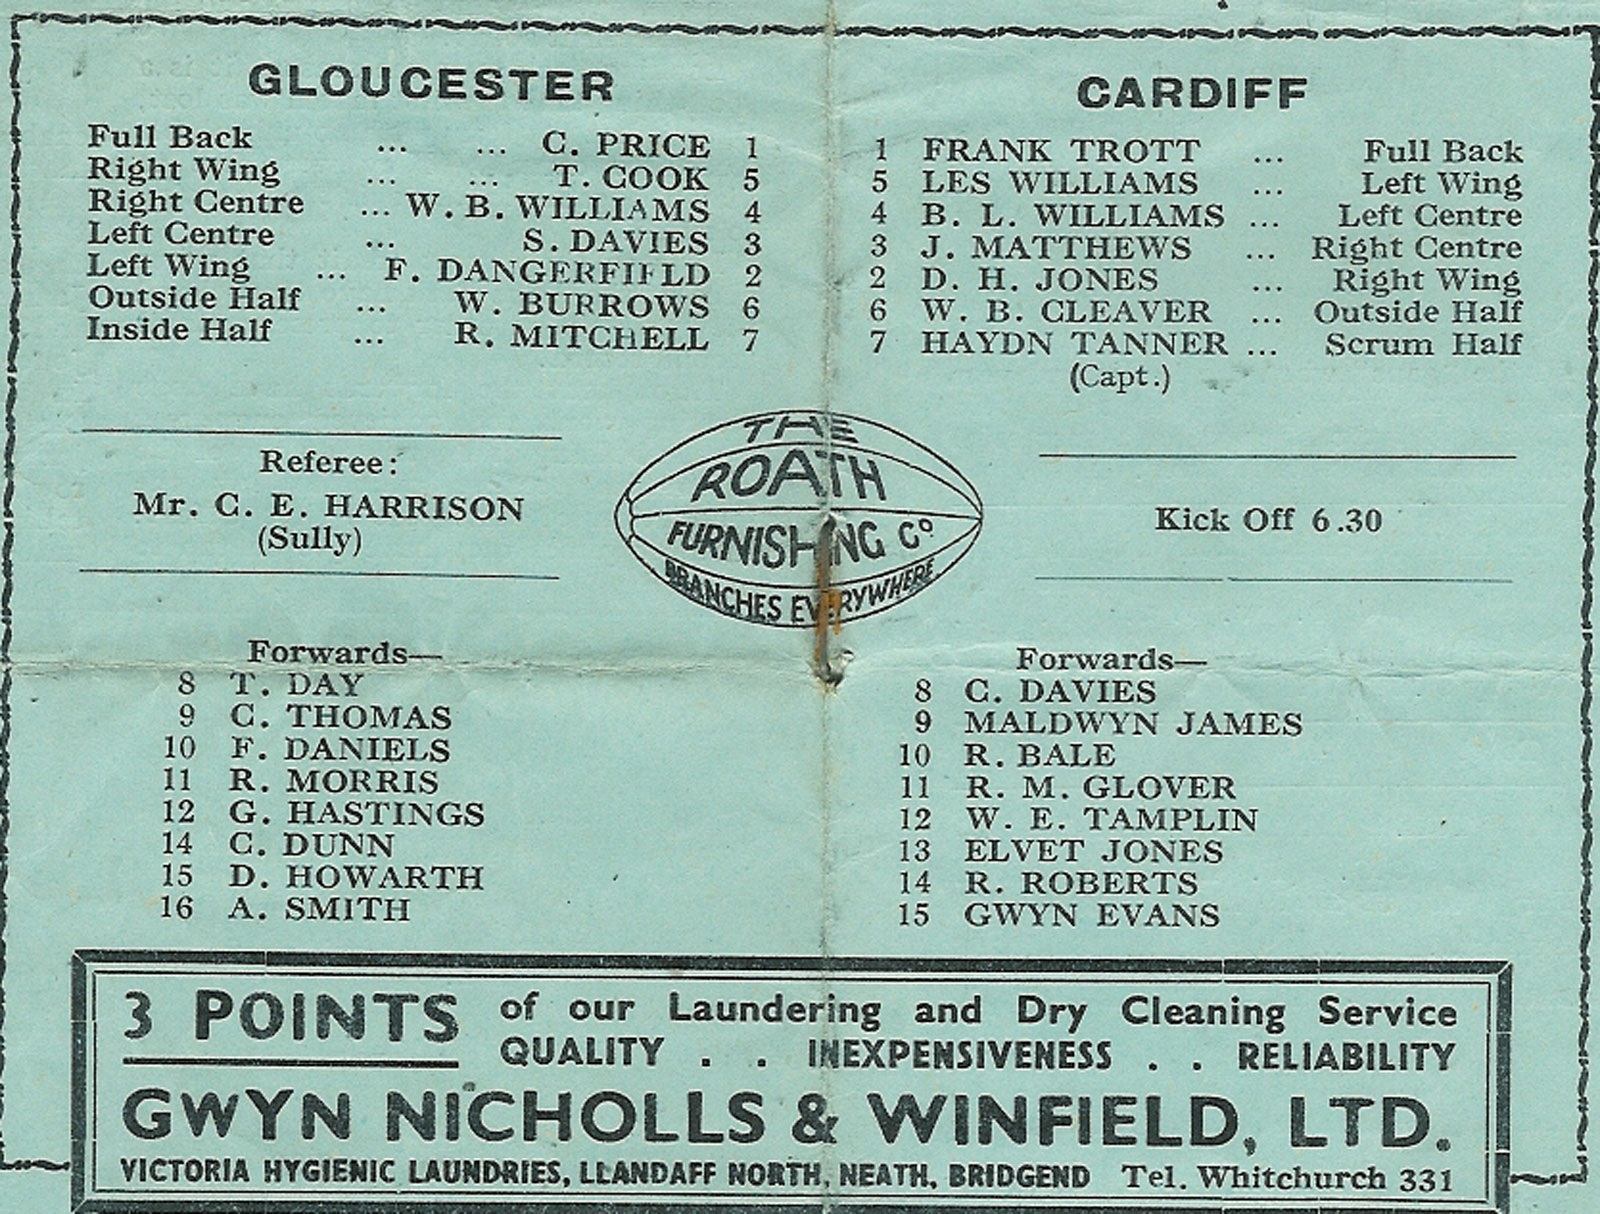 GLOUCESTER
Full Back ... ... C. PRICE 1
Right Wing ... ... T. COOK 5
Right Centre ... W. B. WILLIAMS 4
Left Centre ... S. DAVIES 3
Left Wing ... F. DANGERFIELD 2
Outside Half ... W. BURROWS 6
Inside Half ... R. MITCHELL 7
CARDIFF
1 FRANK TROTT ... Full Back
5 LES WILLIAMS ... Left Wing
4 B. L. WILLIAMS ... Left Centre
3 J. MATTHEWS ... Right Centre
2 D. H. JONES ... Right Wing
6 W. B. CLEAVER ... Outside Half
7 HAYDN TANNER ... Scrum Half
(Capt.)
Referee:
Mr. C. E. HARRISON
(Sully)
THE
ROATH
FURNISHING Co
BRANCHES EVERYWHERE
Kick Off 6.30
Forwards—
8 T. DAY
9 C. THOMAS
10 F. DANIELS
11 R. MORRIS
12 G. HASTINGS
14 C. DUNN
15 D. HOWARTH
16 A. SMITH
Forwards—
8 C. DAVIES
9 MALDWYN JAMES
10 R. BALE
11 R. M. GLOVER
12 W. E. TAMPLIN
13 ELVET JONES
14 R. ROBERTS
15 GWYN EVANS
3 POINTS of our Laundering and Dry Cleaning Service
QUALITY . . INEXPENSIVENESS . . RELIABILITY
GWYN NICHOLLS & WINFIELD, LTD.
VICTORIA HYGIENIC LAUNDRIES, LLANDAFF NORTH, NEATH, BRIDGEND Tel. Whitchurch 331